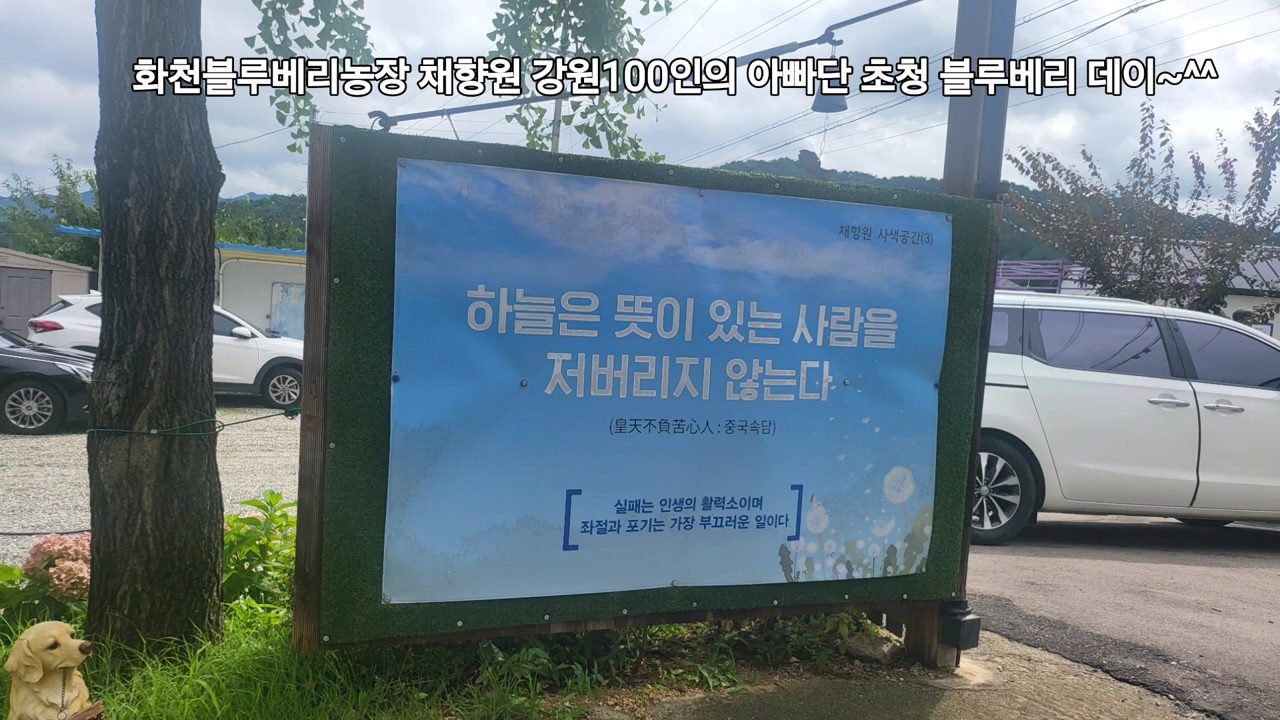 화천블루베리농장 채향원 강원100인의 아빠단 초청 블루베리 데이~^^
채향원 사색공간(3)
하늘은 뜻이 있는 사람을
저버리지 않는다
(皇天不負苦心人 : 중국속담)
실패는 인생의 활력소이며
좌절과 포기는 가장 부끄러운 일이다